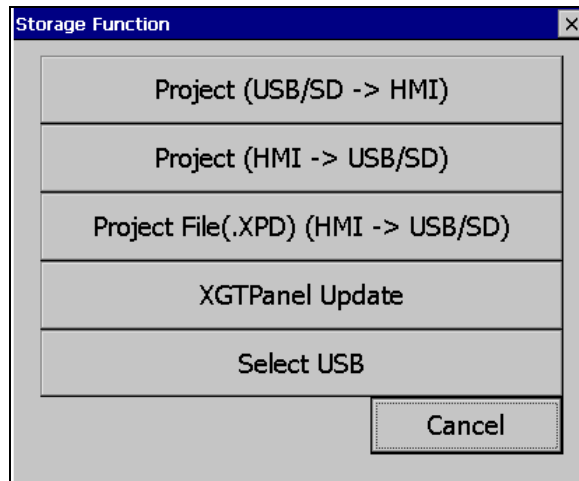 Storage Function
Project (USB/SD -> HMI)
Project (HMI -> USB/SD)
Project File(.XPD) (HMI -> USB/SD)
XGTPanel Update
Select USB
Cancel